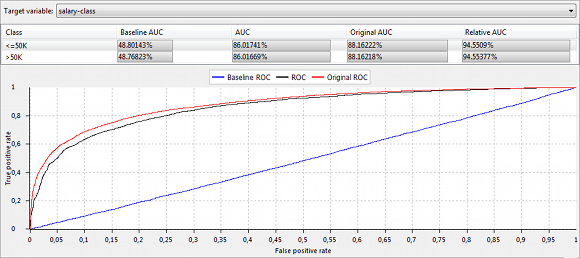 Target variable: salary-class
Class Baseline AUC AUC Original AUC Relative AUC
<=50K 48.80143% 86.01741% 88.16222% 94.5509%
>50K 48.76823% 86.01669% 88.16218% 94.55377%
Baseline ROC ROC Original ROC
True positive rate
1
0,8
0,6
0,4
0,2
0
0 0,05 0,1 0,15 0,2 0,25 0,3 0,35 0,4 0,45 0,5 0,55 0,6 0,65 0,7 0,75 0,8 0,85 0,9 0,95 1
False positive rate